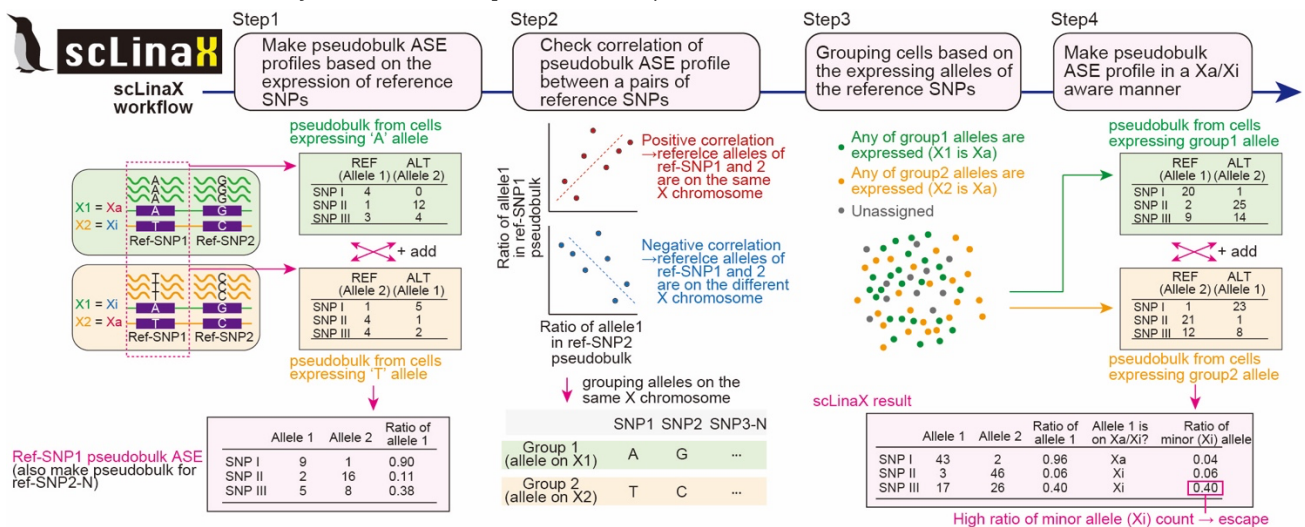 scLinaX
scLinaX
workflow
Step1
Make pseudobulk ASE
profiles based on the
expression of reference
SNPs
Step2
Check correlation of
pseudobulk ASE profile
between a pairs of
reference SNPs
Step3
Grouping cells based on
the expressing alleles of
the reference SNPs
Step4
Make pseudobulk
ASE profile in a Xa/Xi
aware manner
pseudobulk from cells
expressing 'A' allele
A A A G G G
X1 = Xa A G
X2 = Xi T C
Ref-SNP1 Ref-SNP2
REF ALT
(Allele 1) (Allele 2)
SNP I 4 0
SNP II 1 12
SNP III 3 4
+ add
T T T C C C
X1 = Xi A G
X2 = Xa T C
Ref-SNP1 Ref-SNP2
REF ALT
(Allele 2) (Allele 1)
SNP I 1 5
SNP II 4 1
SNP III 4 2
pseudobulk from cells
expressing 'T' allele
Ref-SNP1 pseudobulk ASE
(also make pseudobulk for
ref-SNP2-N)
Allele 1 Allele 2 Ratio of allele 1
SNP I 9 1 0.90
SNP II 2 16 0.11
SNP III 5 8 0.38
Ratio of allele1
in ref-SNP1
pseudobulk
Positive correlation
→referelce alleles of
ref-SNP1 and 2
are on the same
X chromosome
Negative correlation
→referelce alleles of
ref-SNP1 and 2
are on the different
X chromosome
Ratio of allele1
in ref-SNP2
pseudobulk
grouping alleles on the
same X chromosome
SNP1 SNP2 SNP3-N
Group 1
(allele on X1) A G ...
Group 2
(allele on X2) T C ...
Any of group1 alleles are
expressed (X1 is Xa)
Any of group2 alleles are
expressed (X2 is Xa)
Unassigned
pseudobulk from cells
expressing group1 allele
REF ALT
(Allele 1) (Allele 2)
SNP I 20 1
SNP II 2 25
SNP III 9 14
+ add
REF ALT
(Allele 2) (Allele 1)
SNP I 1 23
SNP II 21 1
SNP III 12 8
pseudobulk from cells
expressing group2 allele
scLinaX result
Allele 1 Allele 2 Ratio of allele 1 Allele 1 is on Xa/Xi? Ratio of minor (Xi) allele
SNP I 43 2 0.96 Xa 0.04
SNP II 3 46 0.06 Xi 0.06
SNP III 17 26 0.40 Xi 0.40
High ratio of minor allele (Xi) count → escape